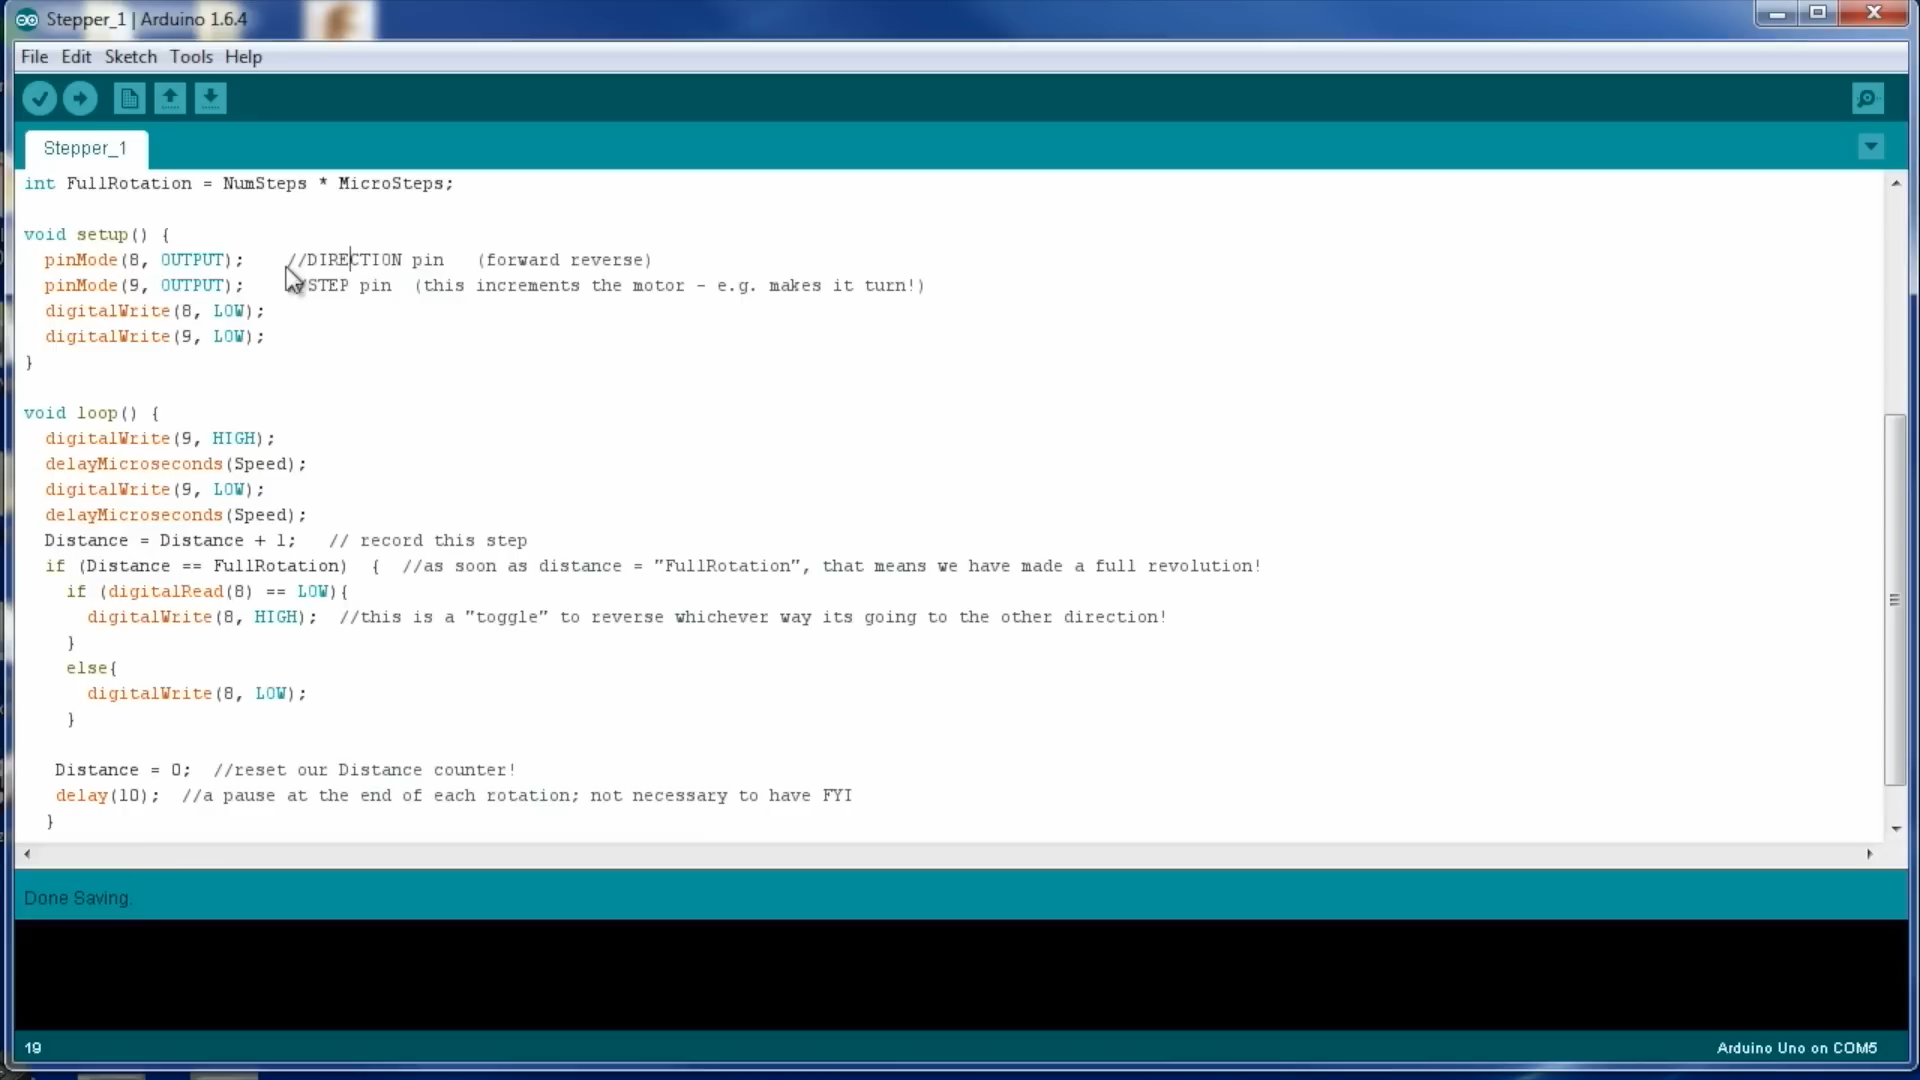 Stepper_1 | Arduino 1.6.4
File Edit Sketch Tools Help
Stepper_1
int FullRotation = NumSteps * MicroSteps;
void setup() {
pinMode(8, OUTPUT); //DIRECTION pin (forward reverse)
pinMode(9, OUTPUT); /STEP pin (this increments the motor - e.g. makes it turn!)
digitalWrite(8, LOW);
digitalWrite(9, LOW);
}
void loop() {
digitalWrite(9, HIGH);
delayMicroseconds(Speed);
digitalWrite(9, LOW);
delayMicroseconds(Speed);
Distance = Distance + 1; // record this step
if (Distance == FullRotation) { //as soon as distance = "FullRotation", that means we have made a full revolution!
if (digitalRead(8) == LOW){
digitalWrite(8, HIGH); //this is a "toggle" to reverse whichever way its going to the other direction!
}
else{
digitalWrite(8, LOW);
}
Distance = 0; //reset our Distance counter!
delay(10); //a pause at the end of each rotation; not necessary to have FYI
}
Done Saving.
19
Arduino Uno on COM5